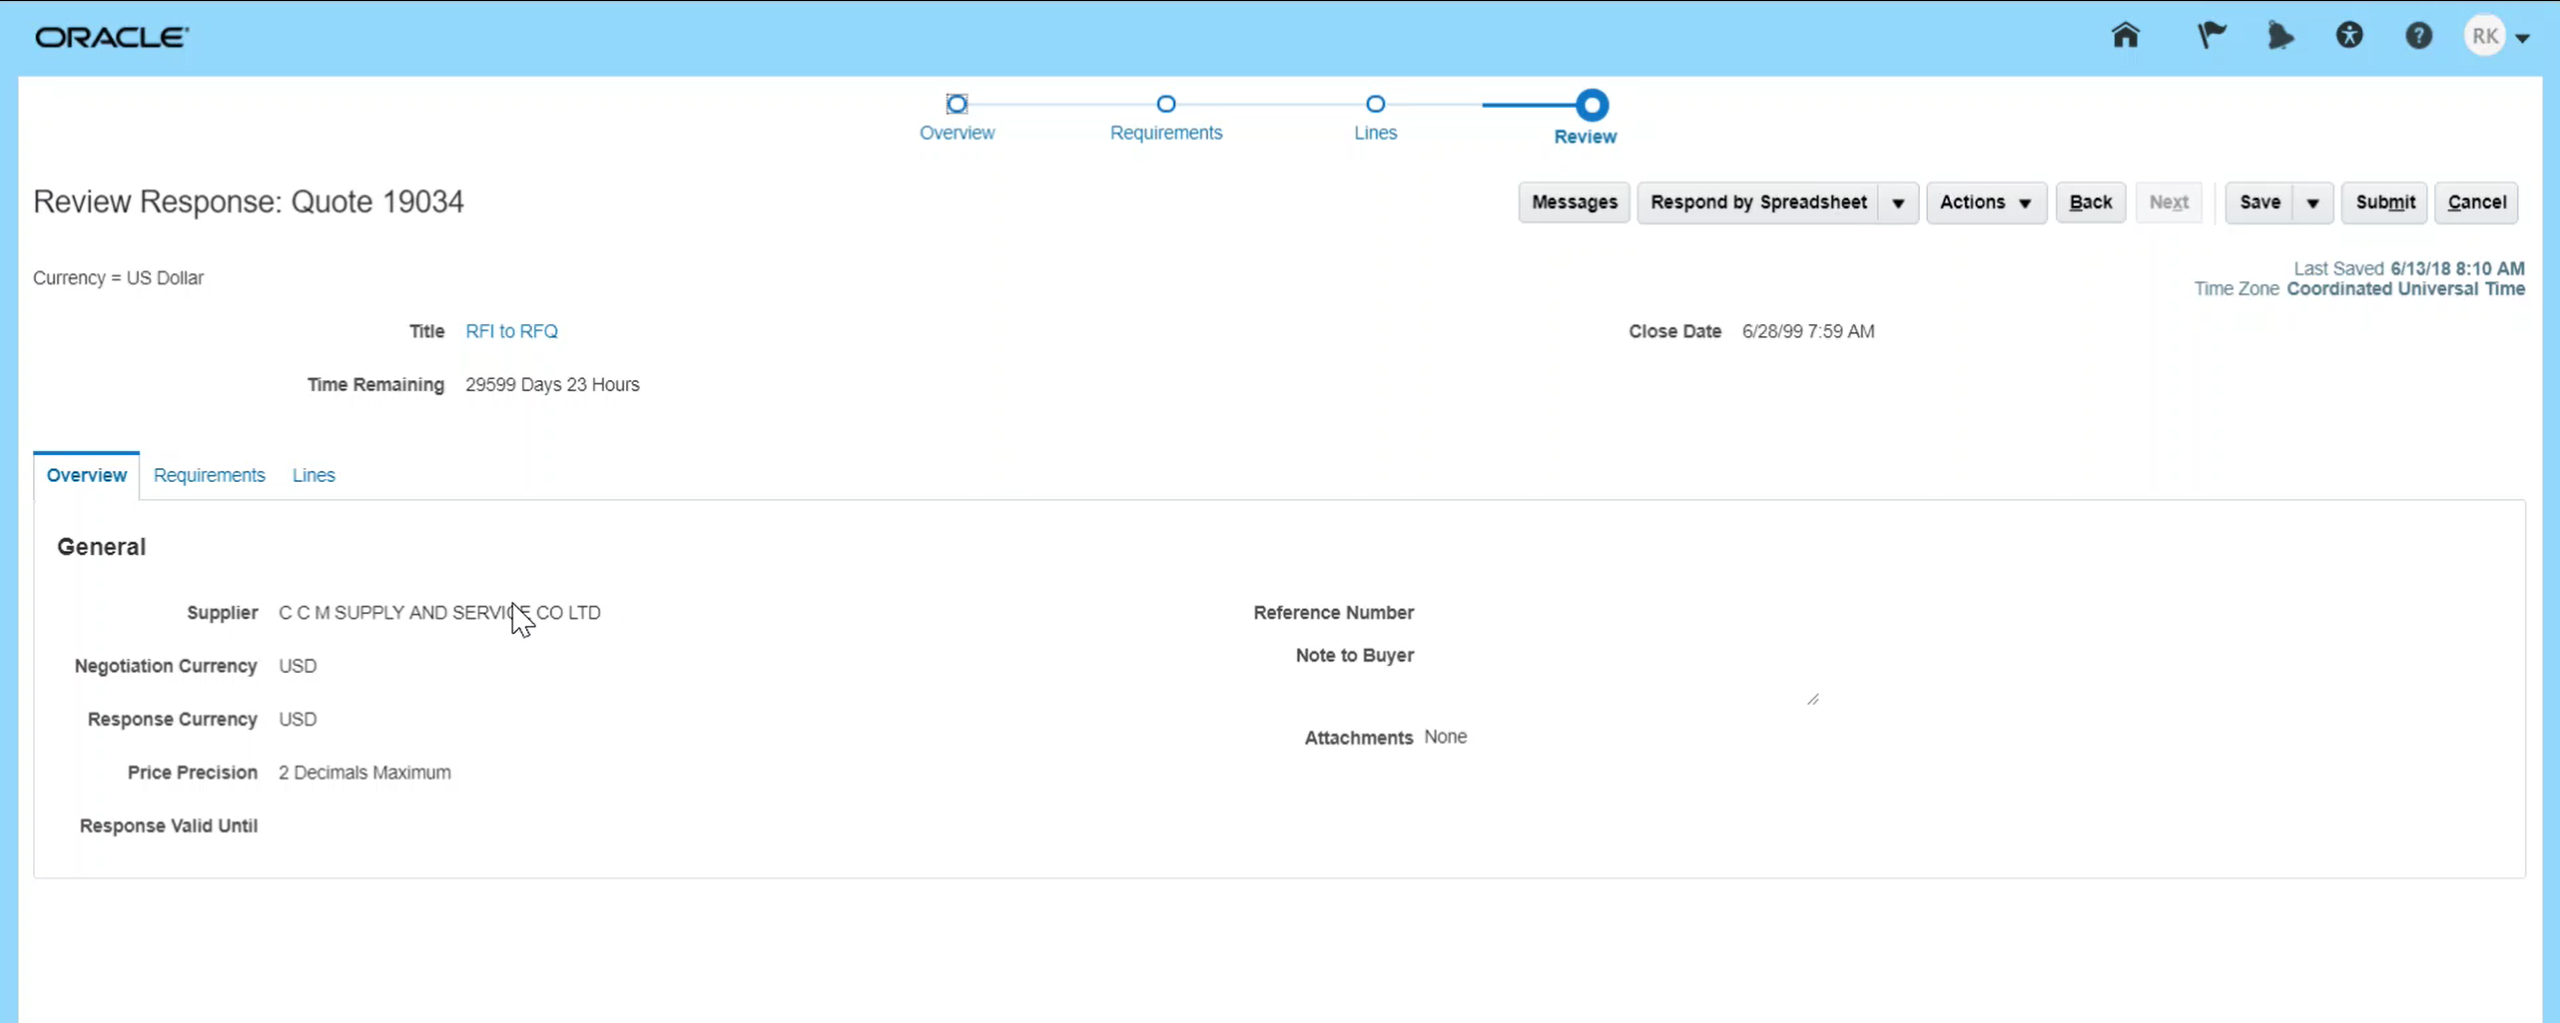 ORACLE
RK
Overview
Requirements
Lines
Review
Review Response: Quote 19034
Messages
Respond by Spreadsheet
Actions
Back
Next
Save
Submit
Cancel
Currency = US Dollar
Last Saved 6/13/18 8:10 AM
Time Zone Coordinated Universal Time
Title RFI to RFQ
Close Date 6/28/99 7:59 AM
Time Remaining 29599 Days 23 Hours
Overview
Requirements
Lines
General
Supplier C C M SUPPLY AND SERVICE CO LTD
Negotiation Currency USD
Response Currency USD
Price Precision 2 Decimals Maximum
Response Valid Until
Reference Number
Note to Buyer
Attachments None